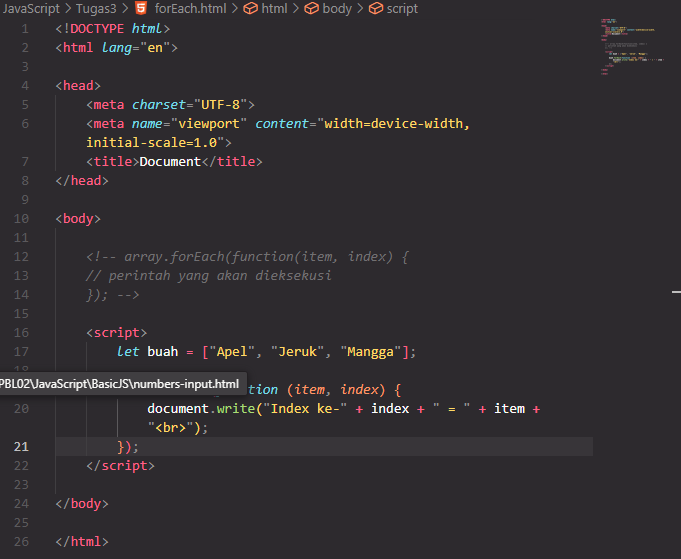 JavaScript > Tugas3 > forEach.html > html > body > script
1 <!DOCTYPE html>
2 <html lang="en">
3
4 <head>
5 <meta charset="UTF-8">
6 <meta name="viewport" content="width=device-width,
initial-scale=1.0">
7 <title>Document</title>
8 </head>
9
10 <body>
11
12 <!-- array.forEach(function(item, index) {
13 // perintah yang akan dieksekusi
14 }); -->
15
16 <script>
17 let buah = ["Apel", "Jeruk", "Mangga"];
PBL02\JavaScript\BasicJS\numbers-input.html
(item, index) {
20 document.write("Index ke-" + index + " = " + item +
"<br>");
21 });
22 </script>
23
24 </body>
25
26 </html>